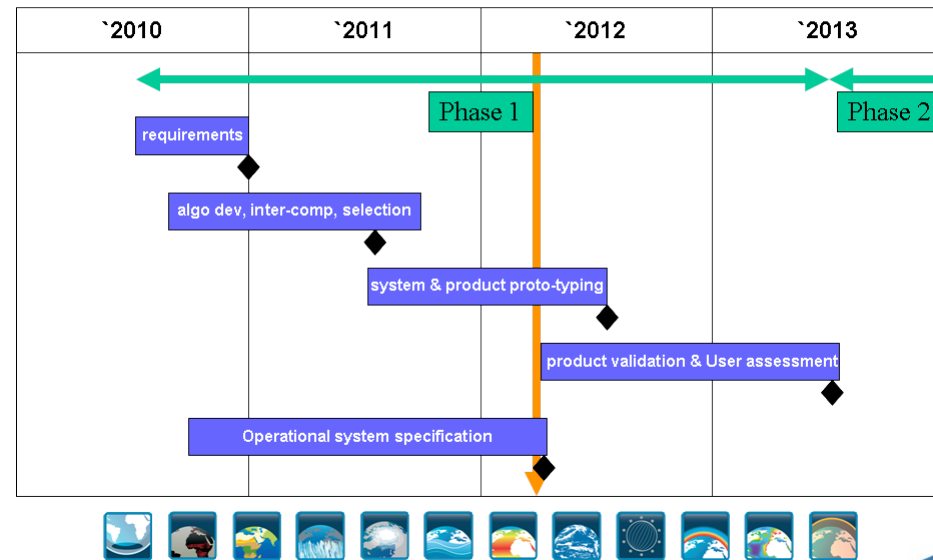 `2010 `2011 `2012 `2013
Phase 1 Phase 2
requirements
algo dev, inter-comp, selection
system & product proto-typing
product validation & User assessment
Operational system specification